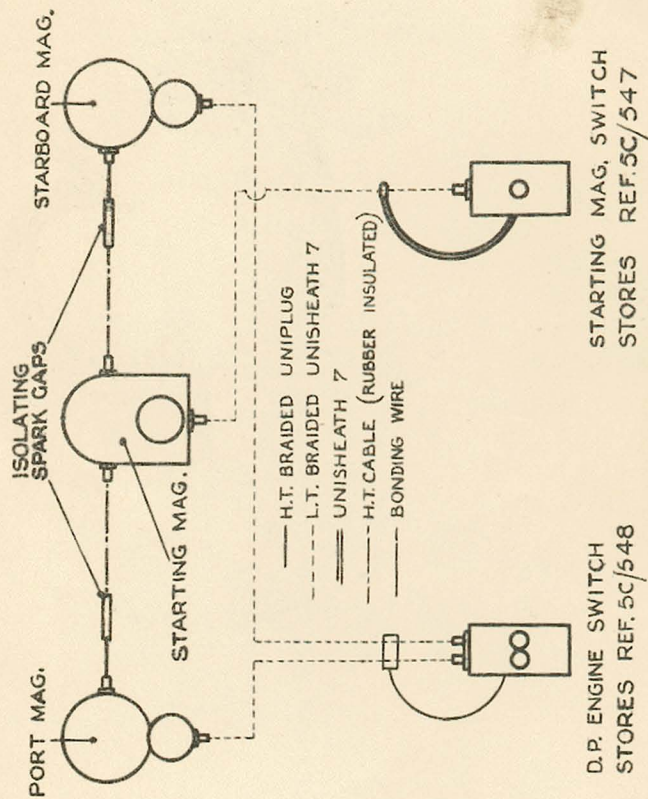 PORT MAG.
ISOLATING
SPARK GAPS
STARBOARD MAG.
STARTING MAG.
H.T. BRAIDED UNIPLUG
L.T. BRAIDED UNISHEATH 7
UNISHEATH 7
H.T. CABLE (RUBBER INSULATED)
BONDING WIRE
D.P. ENGINE SWITCH
STORES REF. 5C/548
STARTING MAG. SWITCH
STORES REF. 5C/547